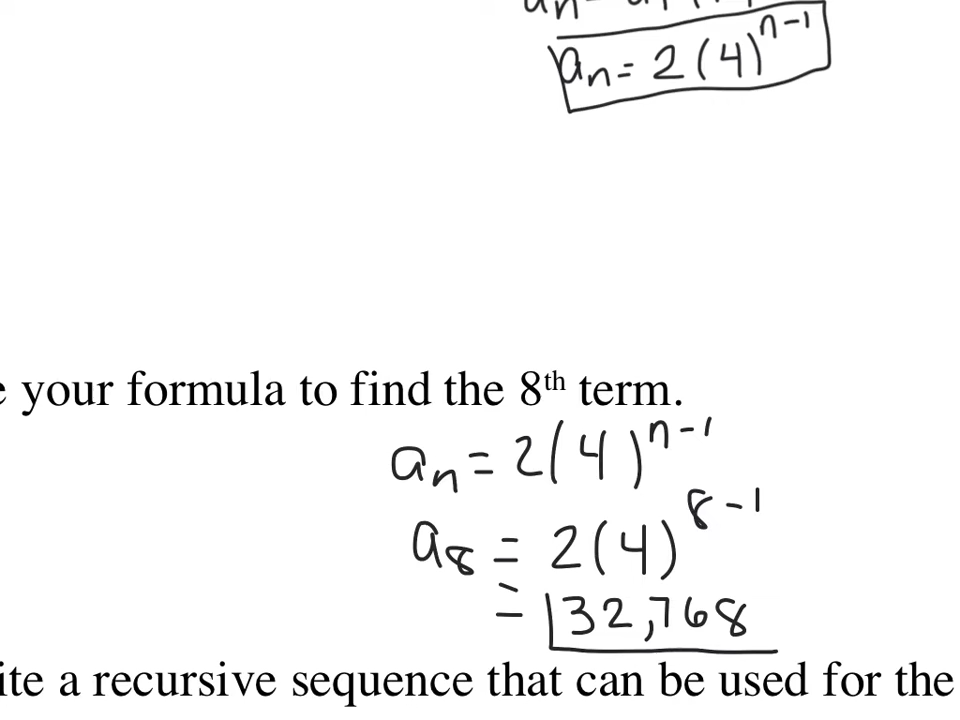 aₙ = 2(4)ⁿ⁻¹
your formula to find the 8ᵗʰ term.
aₙ = 2(4)ⁿ⁻¹
a₈ = 2(4)⁸⁻¹
= 32,768
a recursive sequence that can be used for the